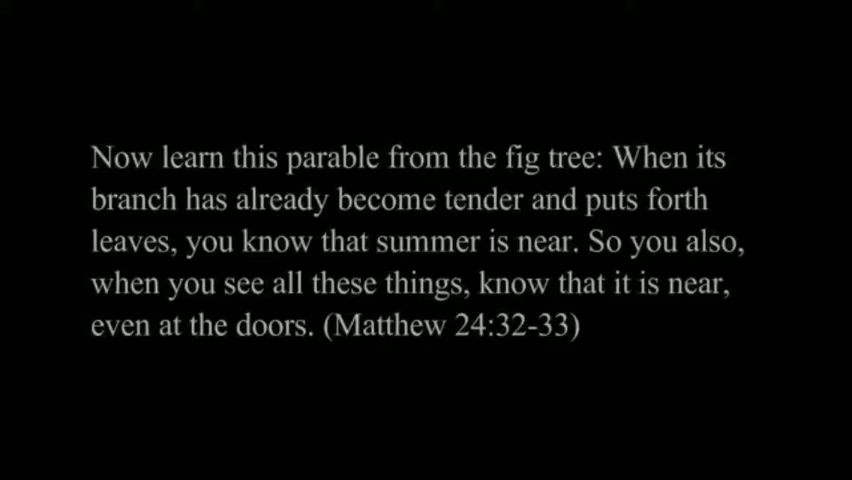 Now learn this parable from the fig tree: When its
branch has already become tender and puts forth
leaves, you know that summer is near. So you also,
when you see all these things, know that it is near,
even at the doors. (Matthew 24:32-33)